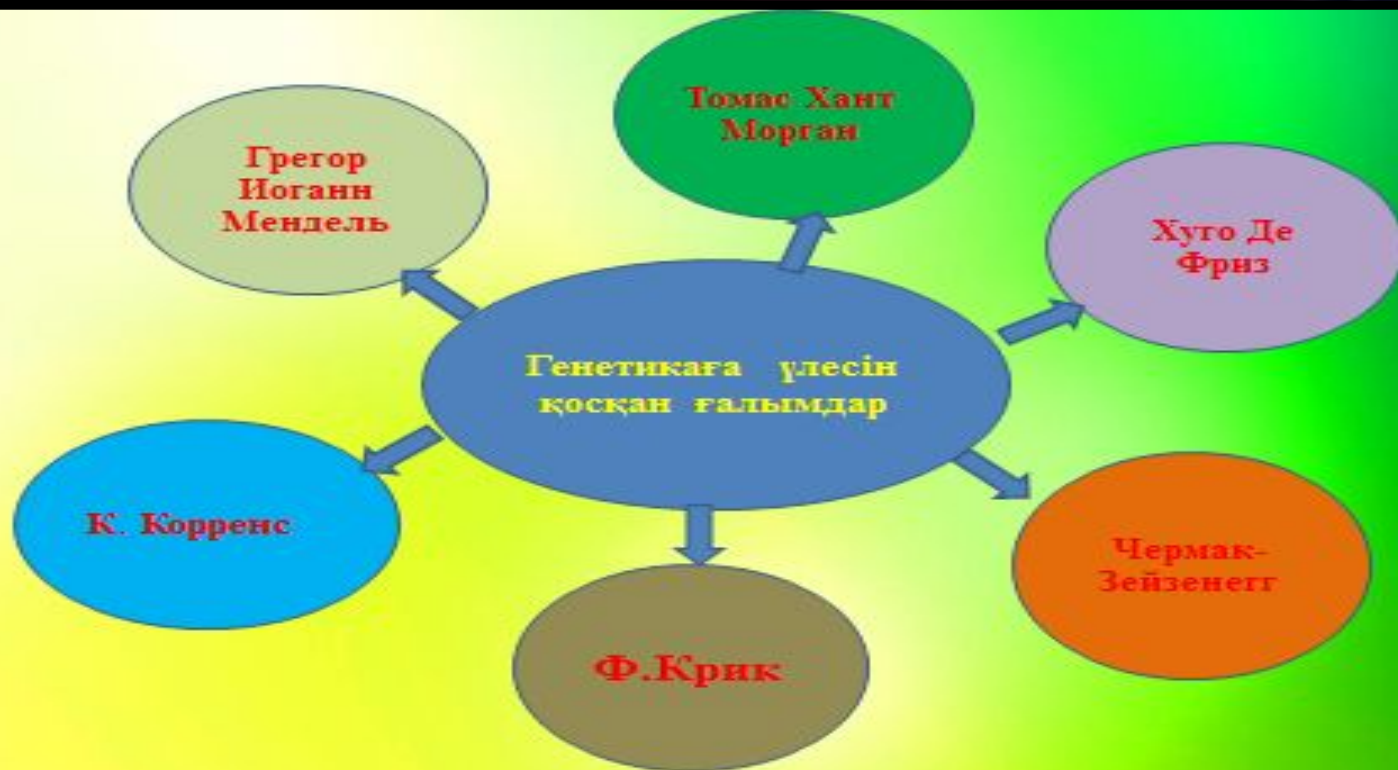 Томас Хант
Морган
Грегор
Иоганн
Мендель
Хуго Де
Фриз
Генетикаға үлесін
қосқан ғалымдар
К. Корренс
Чермак-
Зейзенегг
Ф.Крик